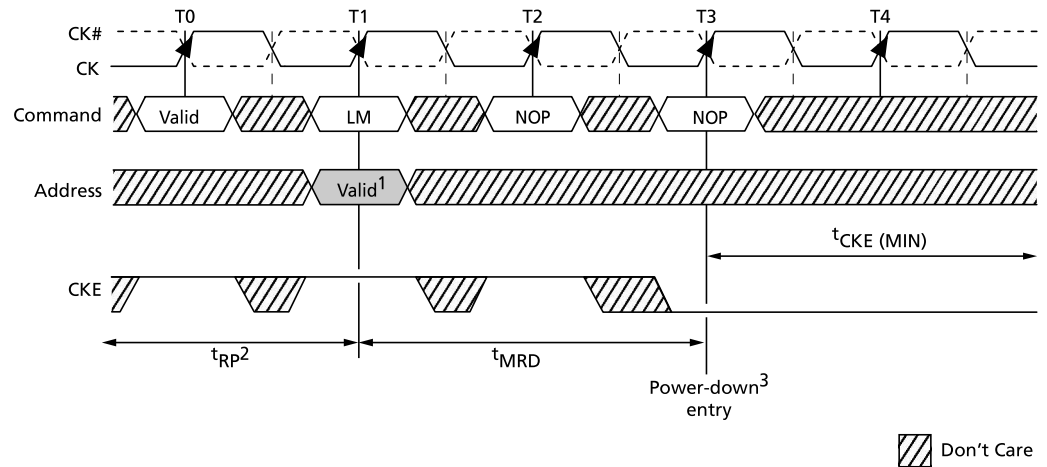 T0 T1 T2 T3 T4
CK#
CK
Command Valid LM NOP NOP
Address Valid1
tCKE (MIN)
CKE
tRP2 tMRD
Power-down3
entry
Don't Care